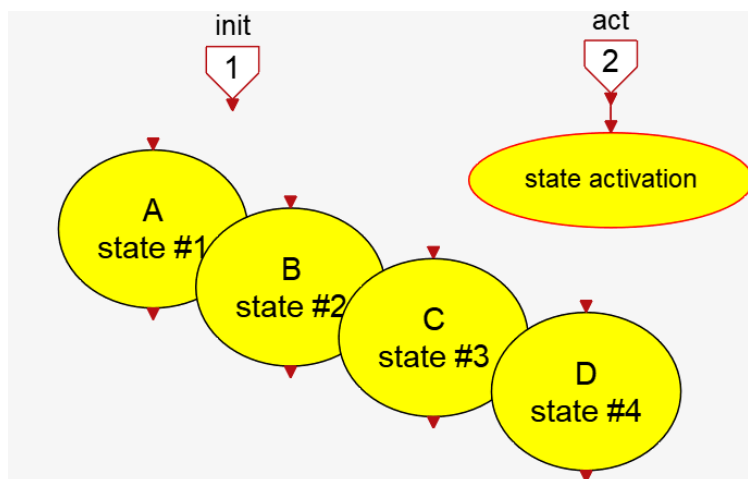 init
1
act
2
state activation
A
state #1
B
state #2
C
state #3
D
state #4